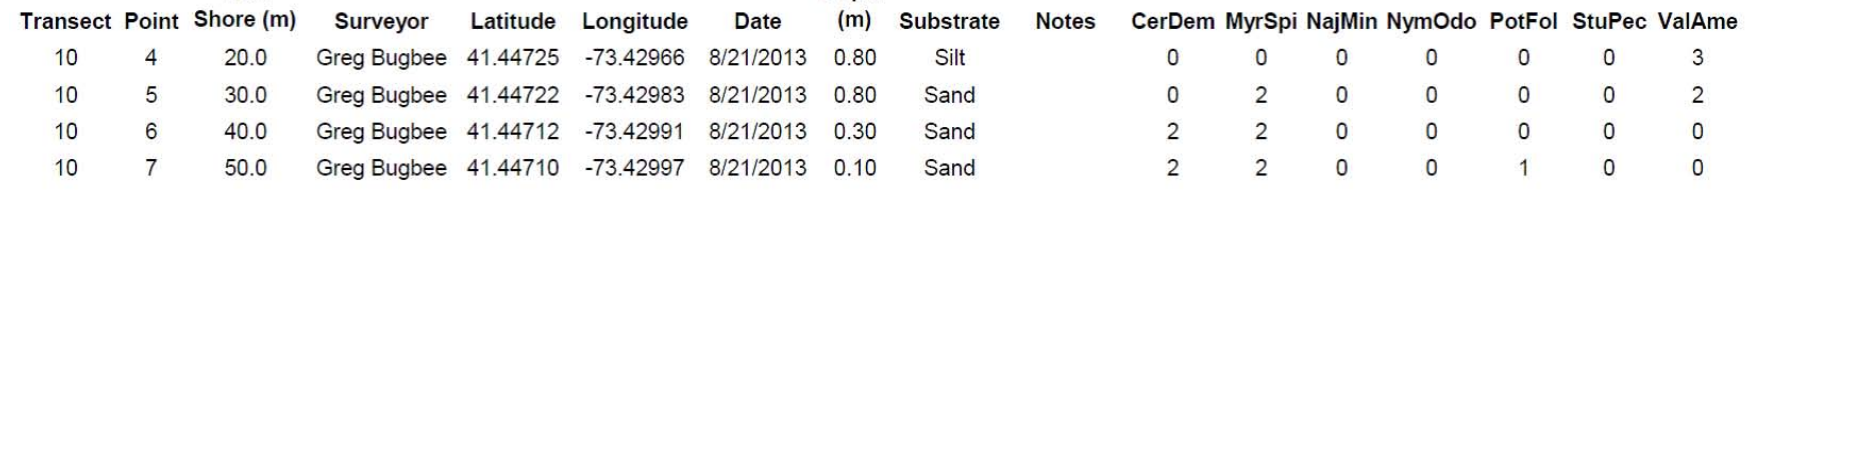 Transect Point Shore (m) Surveyor Latitude Longitude Date (m) Substrate Notes CerDem MyrSpi NajMin NymOdo PotFol StuPec ValAme
10 4 20.0 Greg Bugbee 41.44725 -73.42966 8/21/2013 0.80 Silt 0 0 0 0 0 0 3
10 5 30.0 Greg Bugbee 41.44722 -73.42983 8/21/2013 0.80 Sand 0 2 0 0 0 0 2
10 6 40.0 Greg Bugbee 41.44712 -73.42991 8/21/2013 0.30 Sand 2 2 0 0 0 0 0
10 7 50.0 Greg Bugbee 41.44710 -73.42997 8/21/2013 0.10 Sand 2 2 0 0 1 0 0